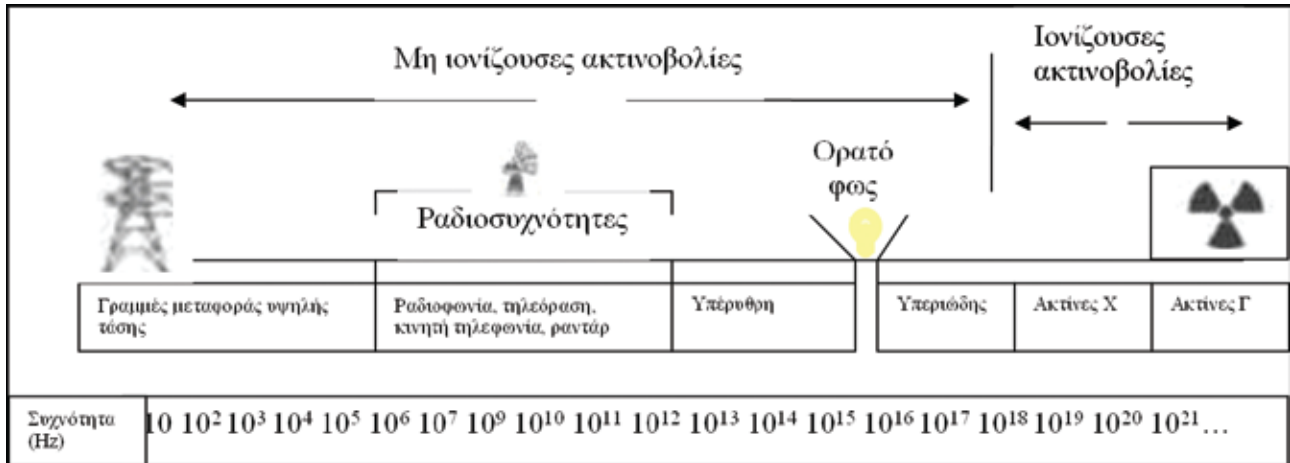 Μη ιονίζουσες ακτινοβολίες
Ιονίζουσες
ακτινοβολίες
Ορατό
φως
Ραδιοσυχνότητες
Γραμμές μεταφοράς υψηλής
τάσης
Ραδιοφωνία, τηλεόραση,
κινητή τηλεφωνία, ραντάρ
Υπέρυθρη
Υπεριώδης
Ακτίνες Χ
Ακτίνες Γ
Συχνότητα
(Hz)
10 10² 10³ 10⁴ 10⁵ 10⁶ 10⁷ 10⁹ 10¹⁰ 10¹¹ 10¹² 10¹³ 10¹⁴ 10¹⁵ 10¹⁶ 10¹⁷ 10¹⁸ 10¹⁹ 10²⁰ 10²¹…